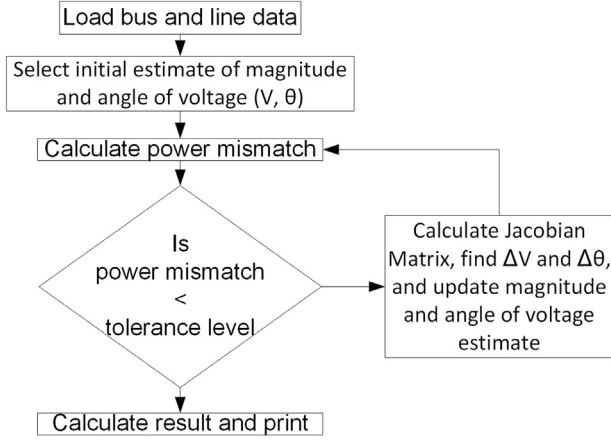 Load bus and line data
Select initial estimate of magnitude
and angle of voltage (V, θ)
Calculate power mismatch
Is
power mismatch
<
tolerance level
Calculate Jacobian
Matrix, find ΔV and Δθ,
and update magnitude
and angle of voltage
estimate
Calculate result and print